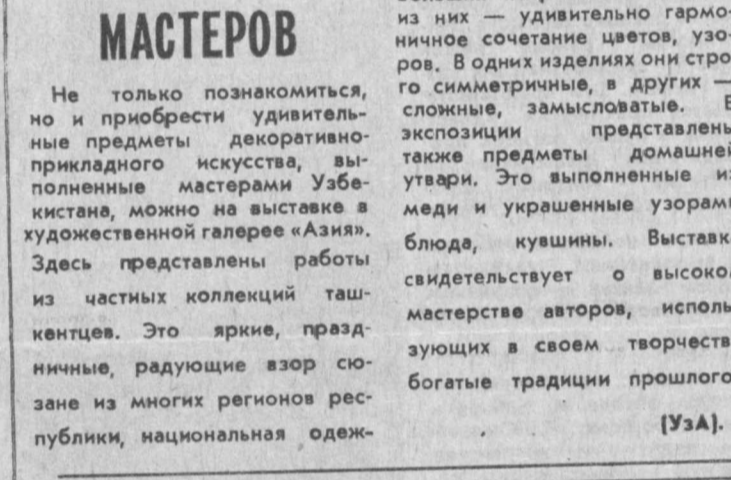 МАСТЕРОВ
Не только познакомиться,
но и приобрести удивитель-
ные предметы декоративно-
прикладного искусства, вы-
полненные мастерами Узбе-
кистана, можно на выставке в
художественной галерее «Азия».
Здесь представлены работы
из частных коллекций таш-
кентцев. Это яркие, празд-
ничные, радующие взор сю-
зане из многих регионов рес-
публики, национальная одеж-
из них — удивительно гармо-
ничное сочетание цветов, узо-
ров. В одних изделиях они стро-
го симметричные, в других —
сложные, замысловатые.
экспозиции представлены
также предметы домашней
утвари. Это выполненные из
меди и украшенные узорами
блюда, кувшины.
свидетельствует о
мастерстве авторов, исполь-
зующих в своем
богатые традиции прошлого
(УзА).